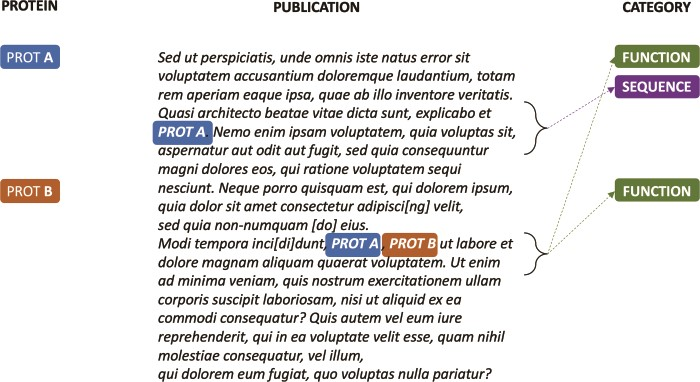 PROTEIN PUBLICATION CATEGORY
PROT A
Sed ut perspiciatis, unde omnis iste natus error sit
FUNCTION
voluptatem accusantium doloremque laudantium, totam
rem aperiam eaque ipsa, quae ab illo inventore veritatis.
SEQUENCE
Quasi architecto beatae vitae dicta sunt, explicabo et
PROT A. Nemo enim ipsam voluptatem, quia voluptas sit,
aspernatur aut odit aut fugit, sed quia consequuntur
magni dolores eos, qui ratione voluptatem sequi
PROT B
nesciunt. Neque porro quisquam est, qui dolorem ipsum,
FUNCTION
quia dolor sit amet consectetur adipisci[ng] velit,
sed quia non-numquam [do] eius.
Modi tempora inci[di]dunt, PROT A, PROT B ut labore et
dolore magnam aliquam quaerat voluptatem. Ut enim
ad minima veniam, quis nostrum exercitationem ullam
corporis suscipit laboriosam, nisi ut aliquid ex ea
commodi consequatur? Quis autem vel eum iure
reprehenderit, qui in ea voluptate velit esse, quam nihil
molestiae consequatur, vel illum,
qui dolorem eum fugiat, quo voluptas nulla pariatur?